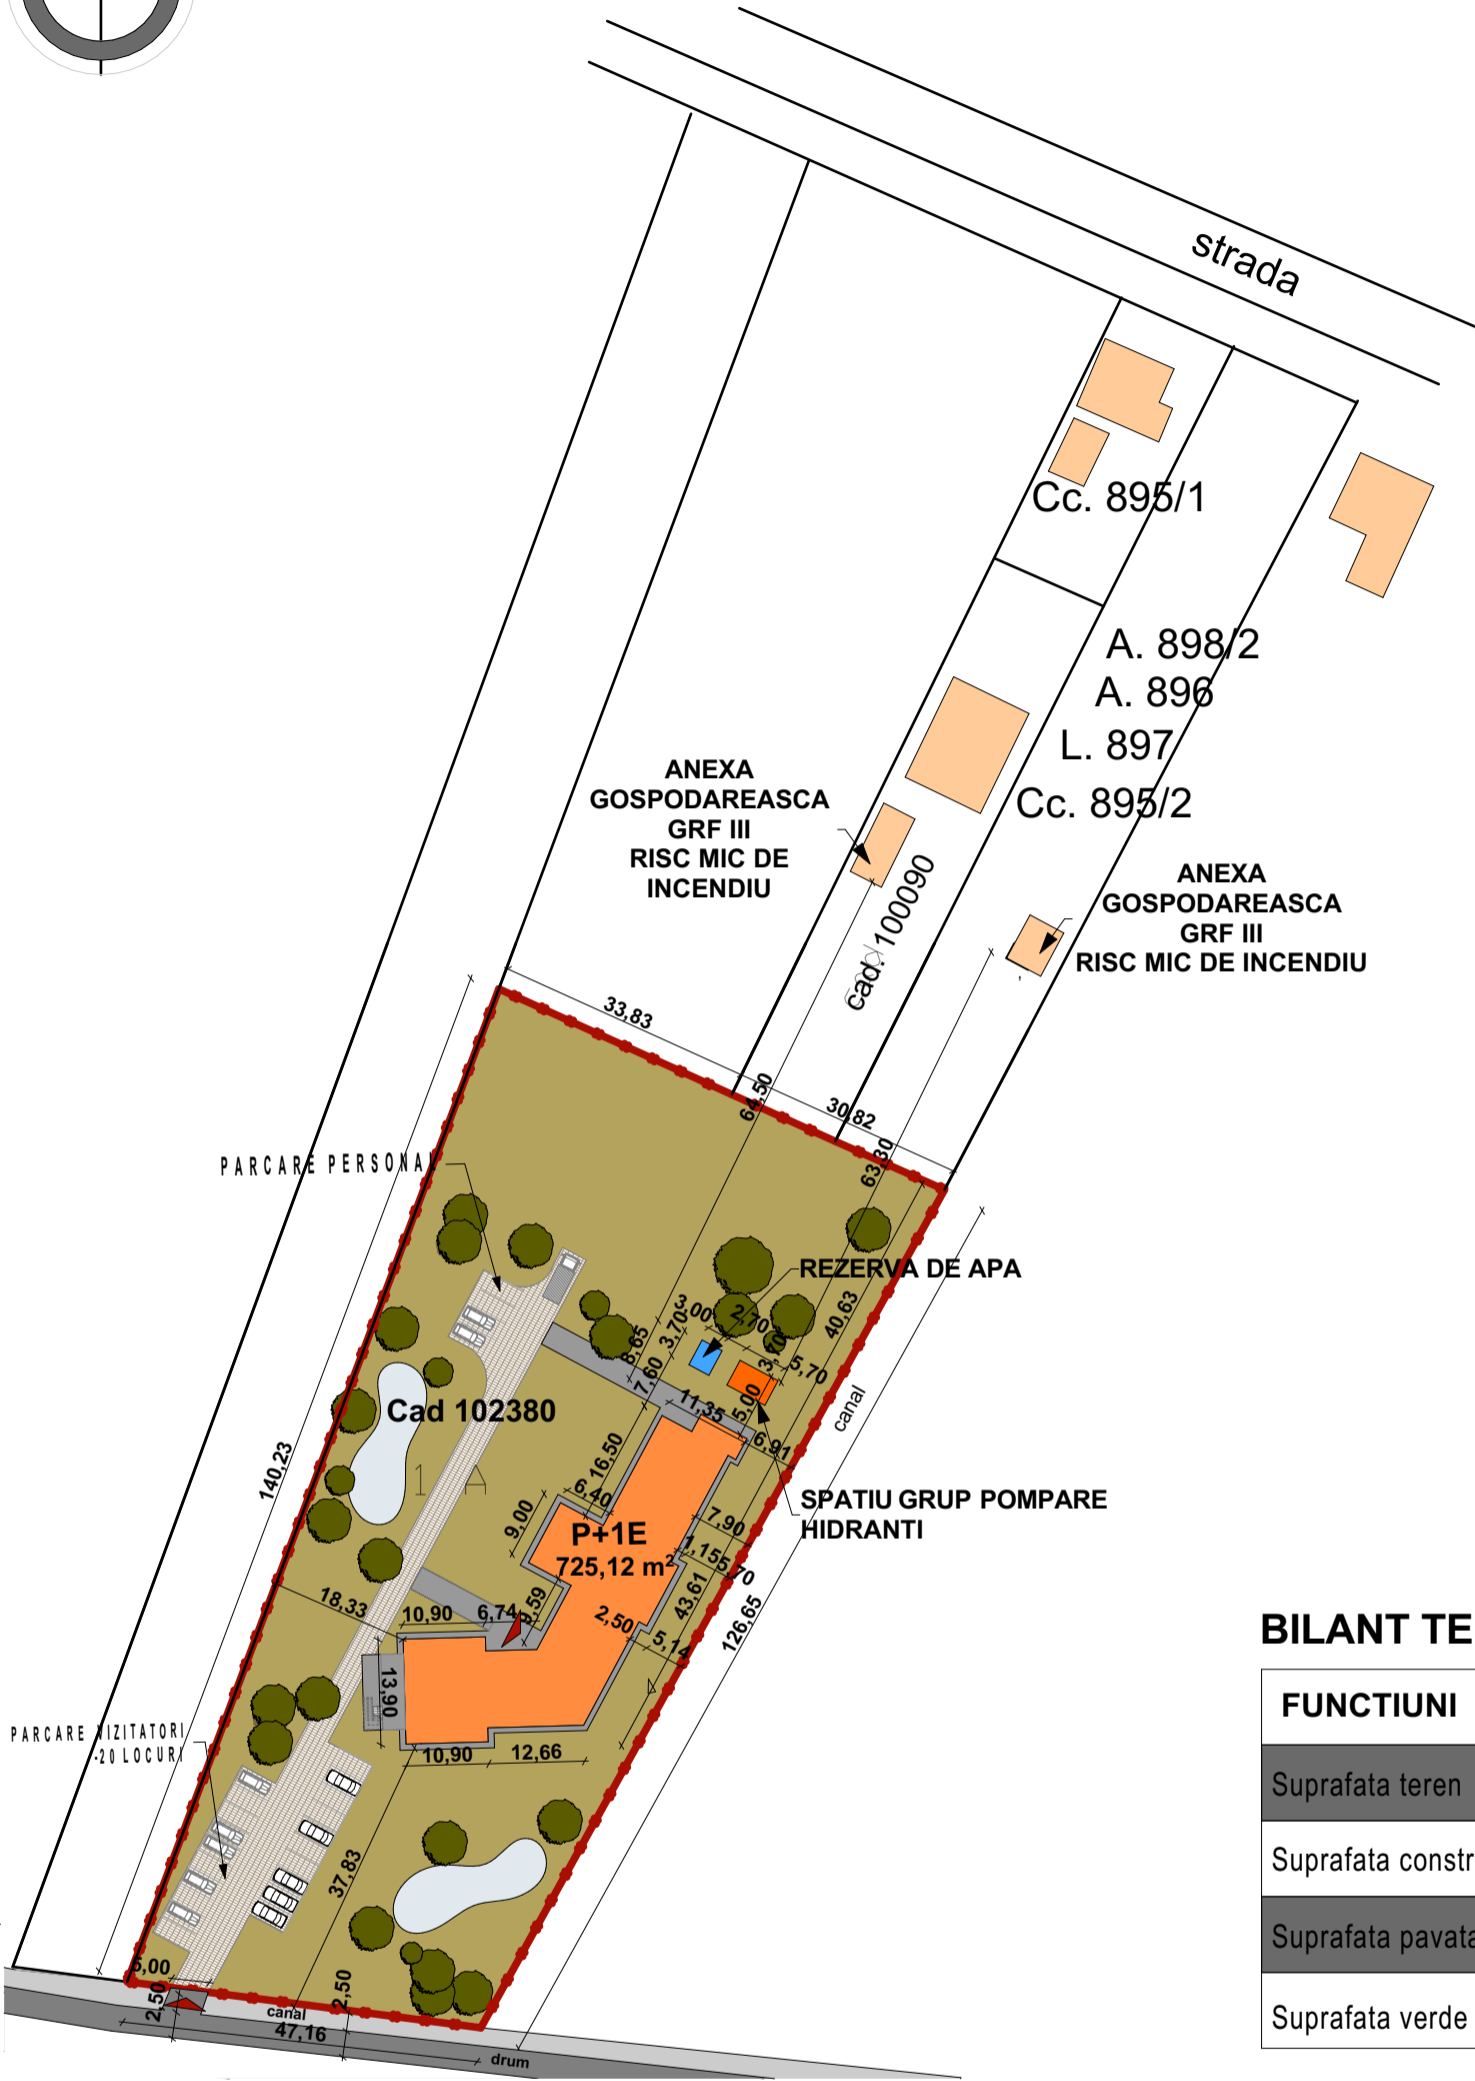 strada
Cc. 895/1
A. 898/2
A. 896
L. 897
Cc. 895/2
ANEXA
GOSPODAREASCA
GRF III
RISC MIC DE
INCENDIU
ANEXA
GOSPODAREASCA
GRF III
RISC MIC DE INCENDIU
cad. 100090
33,83
64,50
30,82
63,30
PARCARE PERSONAL
REZERVA DE APA
3,00
2,70
3,70
8,65
7,60
3,70
5,70
40,63
canal
Cad 102380
11,35
5,00
6,91
140,23
1 A
16,50
6,40
9,00
SPATIU GRUP POMPARE
HIDRANTI
P+1E
725,12 m²
7,90
1,15
5,70
18,33
10,90
6,74
9,59
43,61
2,50
5,14
126,65
13,90
PARCARE VIZITATORI
-20 LOCURI
10,90
12,66
37,83
2,50
2,50
canal
47,16
drum
BILANT TE
FUNCTIUNI
Suprafata teren
Suprafata constr
Suprafata pavata
Suprafata verde